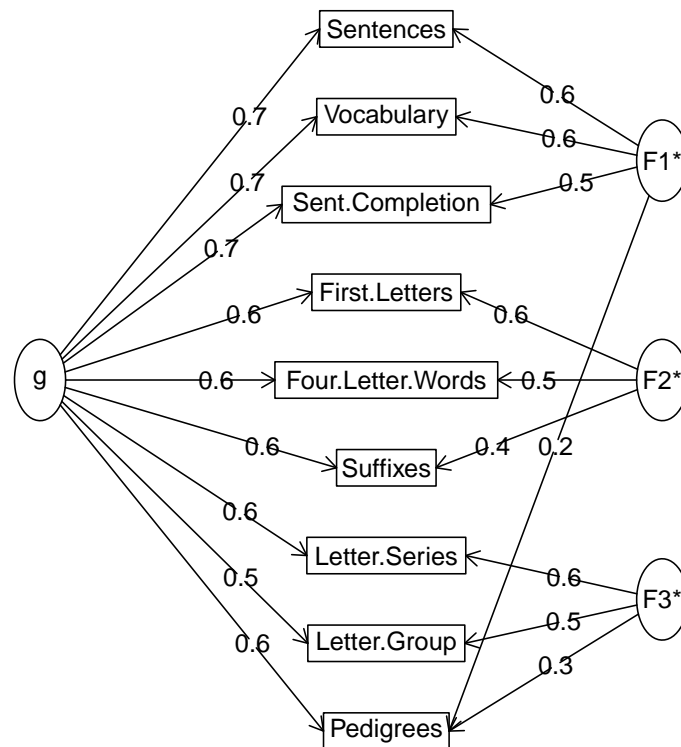 Sentences
0.6
0.7
Vocabulary
0.6
F1*
0.7
Sent.Completion
0.5
0.7
First.Letters
0.6
0.6
g
0.6
Four.Letter.Words
0.5
F2*
0.6
Suffixes
0.4
0.2
0.6
Letter.Series
0.6
F3*
0.5
Letter.Group
0.5
0.6
0.3
Pedigrees